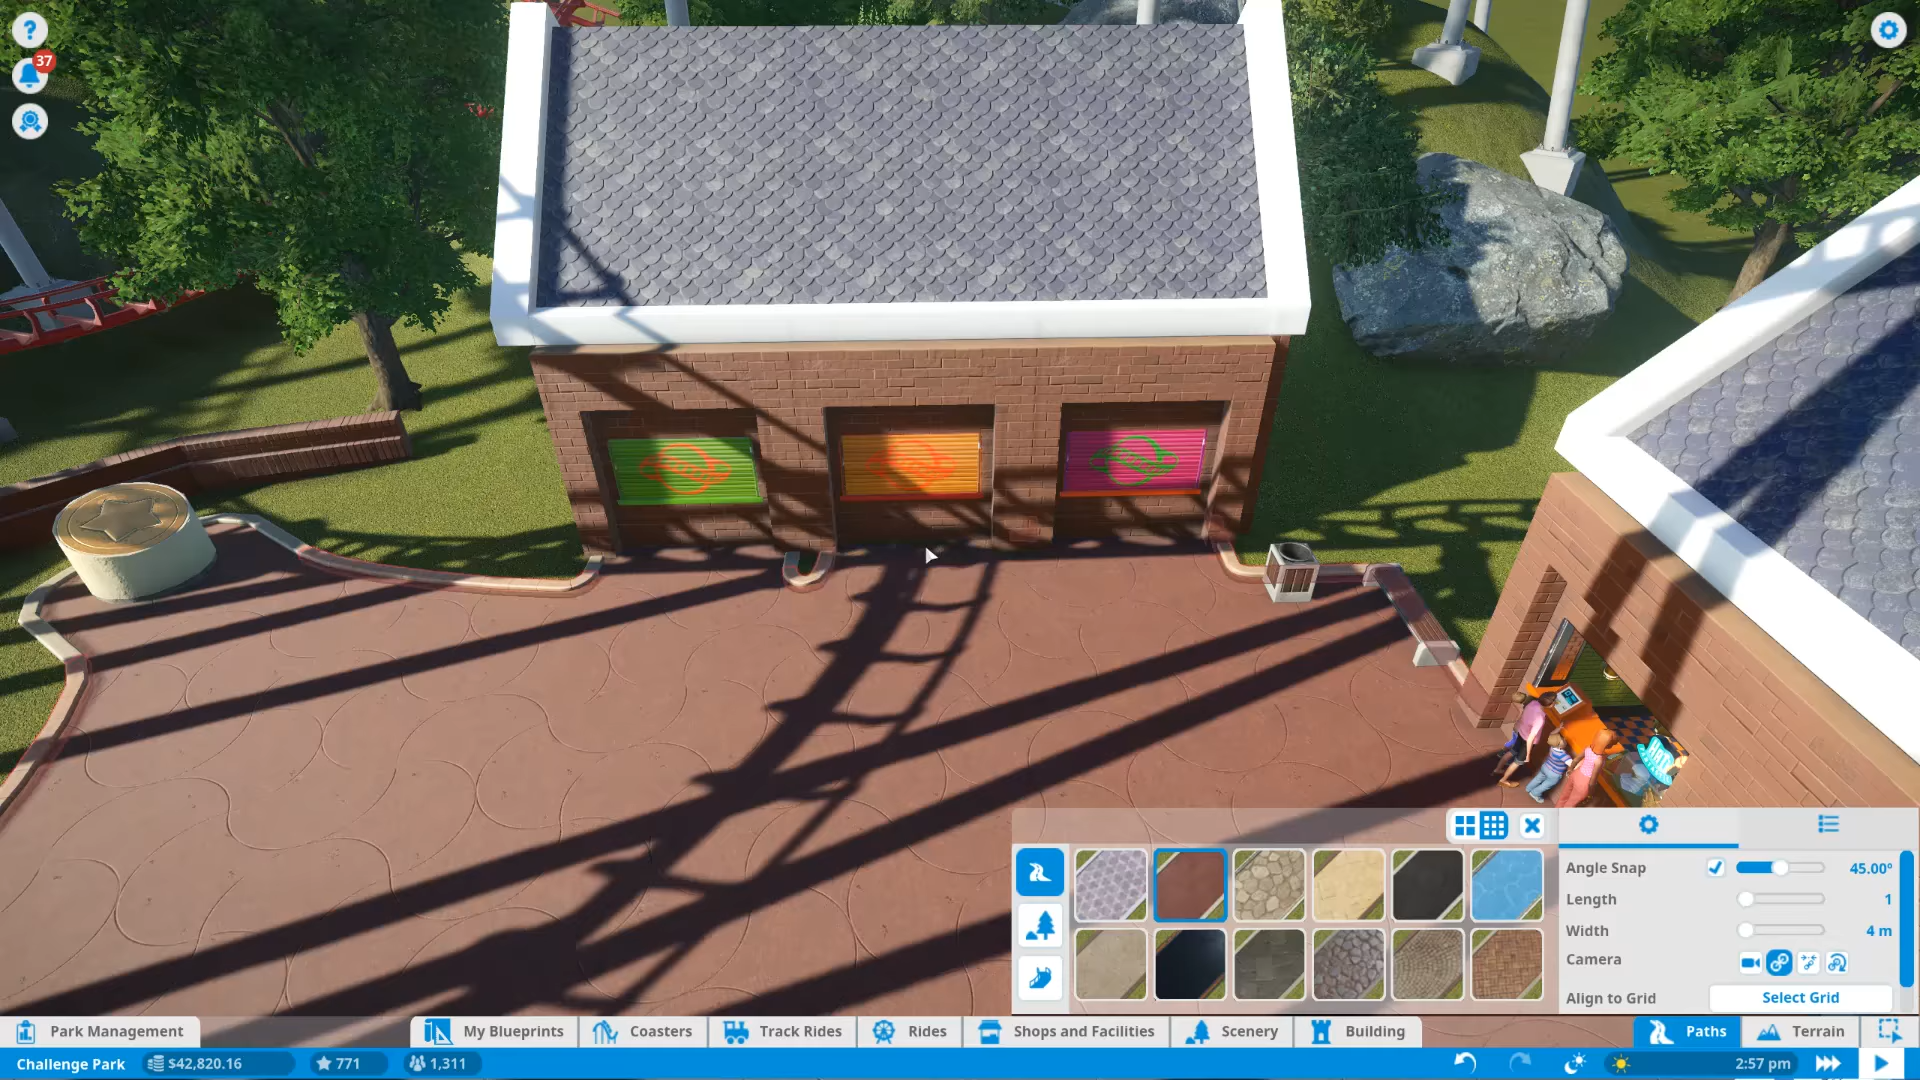 ?
37
Angle Snap 45.00°
Length 1
Width 4 m
Camera
Align to Grid Select Grid
Park Management My Blueprints Coasters Track Rides Rides Shops and Facilities Scenery Building Paths Terrain
Challenge Park $42,820.16 771 1,311 2:57 pm